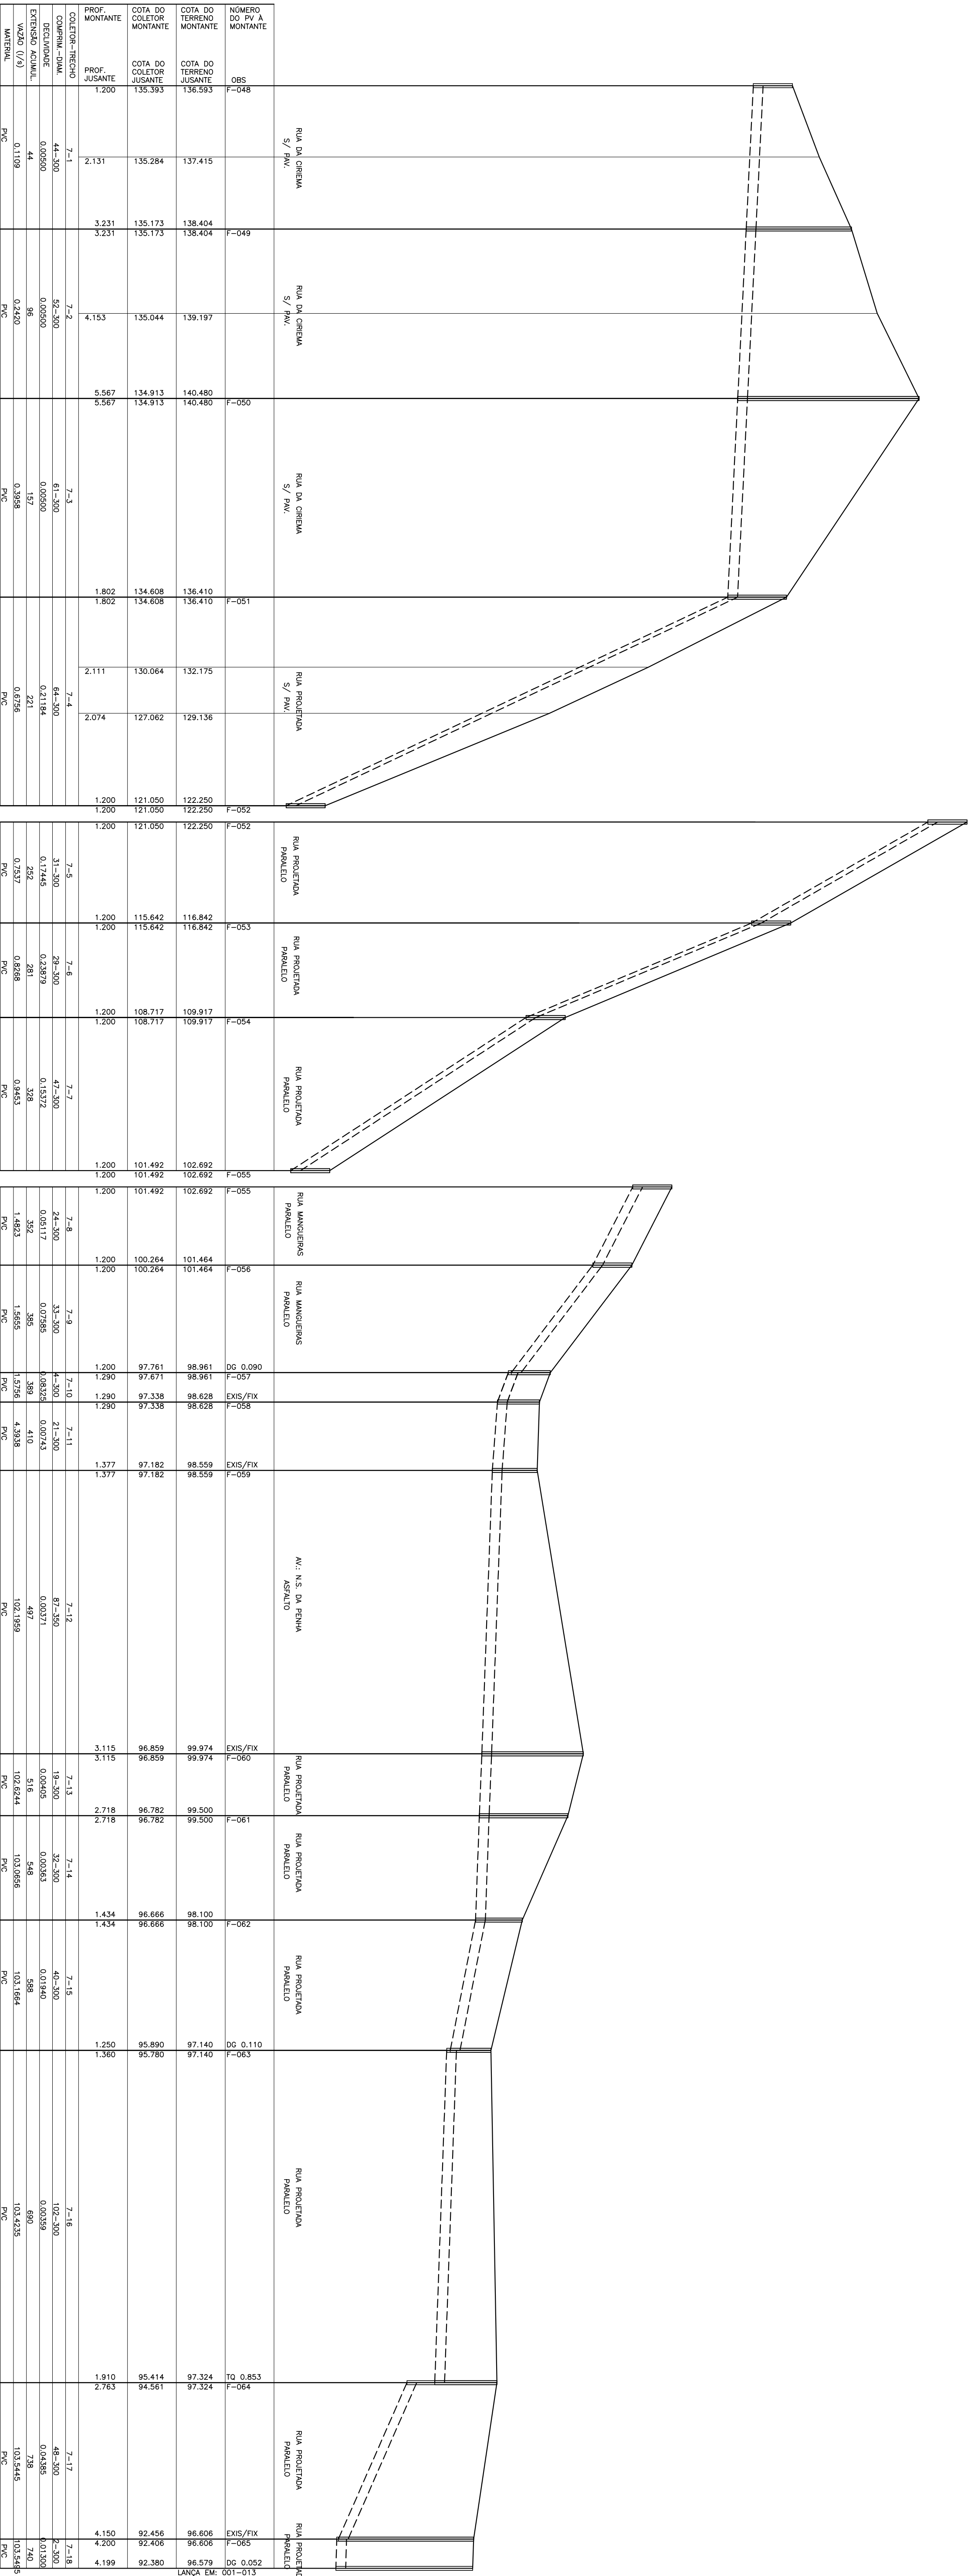 PROF. MONTANTE
PROF. JUSANTE
COTA DO COLETOR MONTANTE
COTA DO COLETOR JUSANTE
COTA DO TERRENO MONTANTE
COTA DO TERRENO JUSANTE
NÚMERO DO PV À MONTANTE
OBS
COLETOR-TRECHO
COMPRIM.-DIAM.
DECLIVIDADE
EXTENSÃO ACUMUL.
VAZÃO (l/s)
MATERIAL
1.200 135.393 136.593 F-048
RUA DA CIRIEMA
S/ PAV.
7-1
44-300
0.00500
44
0.1109
PVC
2.131 135.284 137.415
3.231 135.173 138.404
3.231 135.173 138.404 F-049
RUA DA CIRIEMA
S/ PAV.
7-2
52-300
0.00500
96
0.2420
PVC
4.153 135.044 139.197
5.567 134.913 140.480
5.567 134.913 140.480 F-050
RUA DA CIRIEMA
S/ PAV.
7-3
61-300
0.00500
157
0.3958
PVC
1.802 134.608 136.410
1.802 134.608 136.410 F-051
2.111 130.064 132.175
RUA PROJETADA
S/ PAV.
7-4
64-300
0.21184
221
0.6756
PVC
2.074 127.062 129.136
1.200 121.050 122.250
1.200 121.050 122.250 F-052
1.200 121.050 122.250 F-052
RUA PROJETADA
PARALELO
7-5
31-300
0.17445
252
0.7537
PVC
1.200 115.642 116.842
1.200 115.642 116.842 F-053
RUA PROJETADA
PARALELO
7-6
29-300
0.23879
281
0.8268
PVC
1.200 108.717 109.917
1.200 108.717 109.917 F-054
RUA PROJETADA
PARALELO
7-7
47-300
0.15372
328
0.9453
PVC
1.200 101.492 102.692
1.200 101.492 102.692 F-055
1.200 101.492 102.692 F-055
RUA MANGUEIRAS
PARALELO
7-8
24-300
0.05117
352
1.4823
PVC
1.200 100.264 101.464
1.200 100.264 101.464 F-056
RUA MANGUEIRAS
PARALELO
7-9
33-300
0.07585
385
1.5655
PVC
1.200 97.761 98.961 DG 0.090
1.290 97.671 98.961 F-057
7-10
4-300
0.08325
389
1.5756
PVC
1.290 97.338 98.628 EXIS/FIX
1.290 97.338 98.628 F-058
7-11
21-300
0.00743
410
4.3938
PVC
1.377 97.182 98.559 EXIS/FIX
1.377 97.182 98.559 F-059
AV.: N.S. DA PENHA
ASFALTO
7-12
87-350
0.00371
497
102.1959
PVC
3.115 96.859 99.974 EXIS/FIX
3.115 96.859 99.974 F-060
RUA PROJETADA
PARALELO
7-13
19-300
0.00405
516
102.6244
PVC
2.718 96.782 99.500
2.718 96.782 99.500 F-061
RUA PROJETADA
PARALELO
7-14
32-300
0.00363
548
103.0656
PVC
1.434 96.666 98.100
1.434 96.666 98.100 F-062
RUA PROJETADA
PARALELO
7-15
40-300
0.01940
588
103.1664
PVC
1.250 95.890 97.140 DG 0.110
1.360 95.780 97.140 F-063
RUA PROJETADA
PARALELO
7-16
102-300
0.00359
690
103.4235
PVC
1.910 95.414 97.324 TQ 0.853
2.763 94.561 97.324 F-064
RUA PROJETADA
PARALELO
7-17
48-300
0.04385
738
103.5445
PVC
4.150 92.456 96.606 EXIS/FIX
4.200 92.406 96.606 F-065
RUA PROJETAD
PARALELO
7-18
2-300
0.01300
740
103.5495
PVC
4.199 92.380 96.579 DG 0.052
LANÇA EM: 001-013